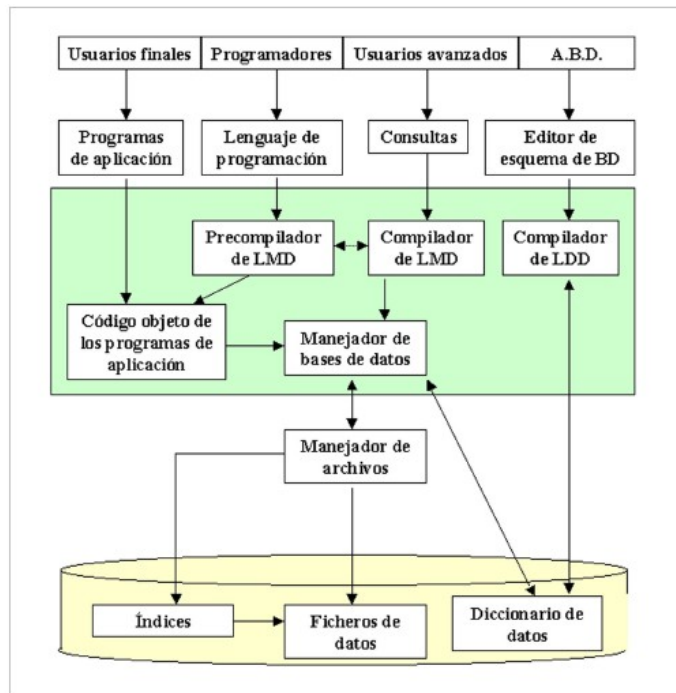 Usuarios finales
Programadores
Usuarios avanzados
A.B.D.
Programas
de aplicación
Lenguaje de
programación
Consultas
Editor de
esquema de BD
Precompilador
de LMD
Compilador
de LMD
Compilador
de LDD
Código objeto de
los programas de
aplicación
Manejador de
bases de datos
Manejador de
archivos
Índices
Ficheros de
datos
Diccionario de
datos